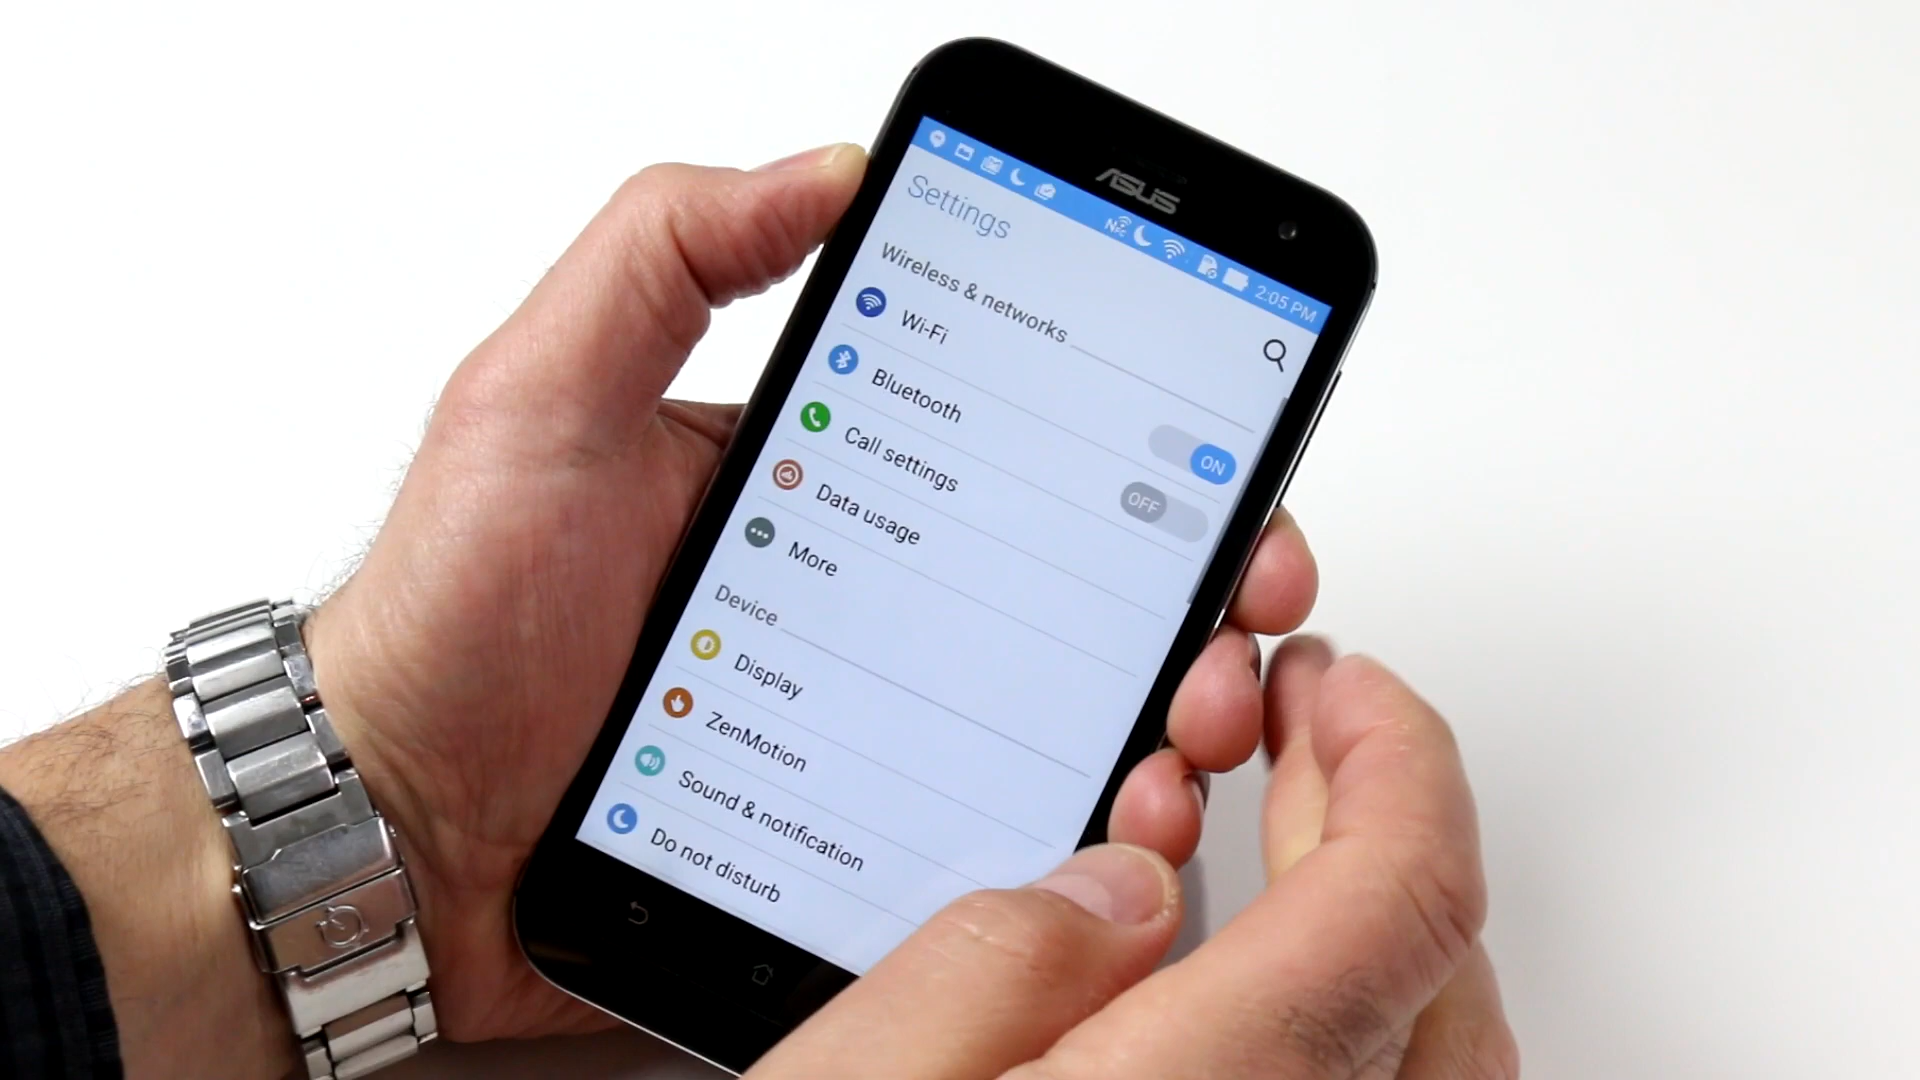 ASUS
NFC
2:05 PM
Settings
Wireless & networks
Wi-Fi
ON
Bluetooth
OFF
Call settings
Data usage
More
Device
Display
ZenMotion
Sound & notification
Do not disturb